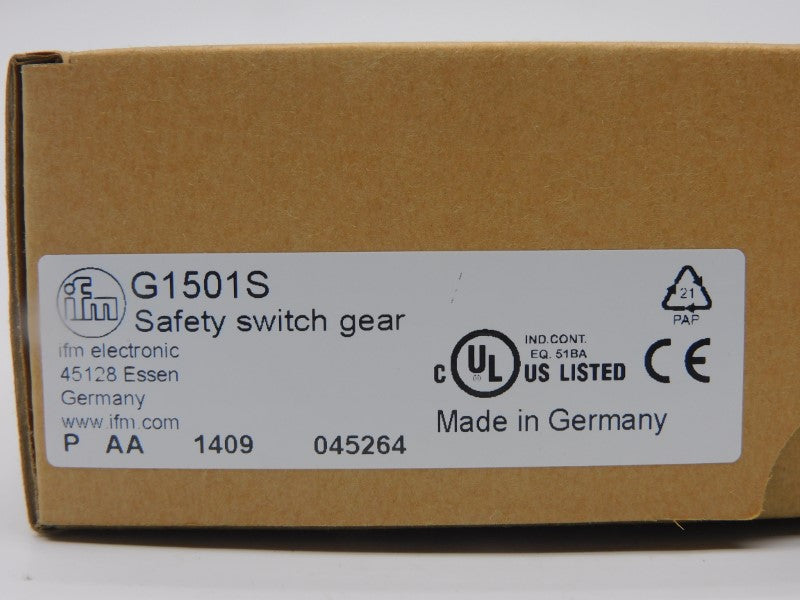 ifm
G1501S
Safety switch gear
ifm electronic
45128 Essen
Germany
www.ifm.com
P AA 1409 045264
21
PAP
IND.CONT.
EQ. 51BA
C UL US LISTED
CE
Made in Germany